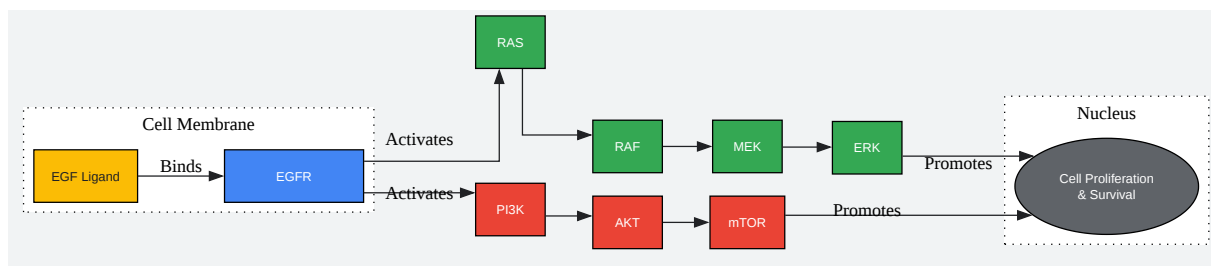 RAS
Cell Membrane
EGF Ligand
Binds
EGFR
Activates
Activates
RAF
MEK
ERK
Promotes
PI3K
AKT
mTOR
Promotes
Nucleus
Cell Proliferation
& Survival